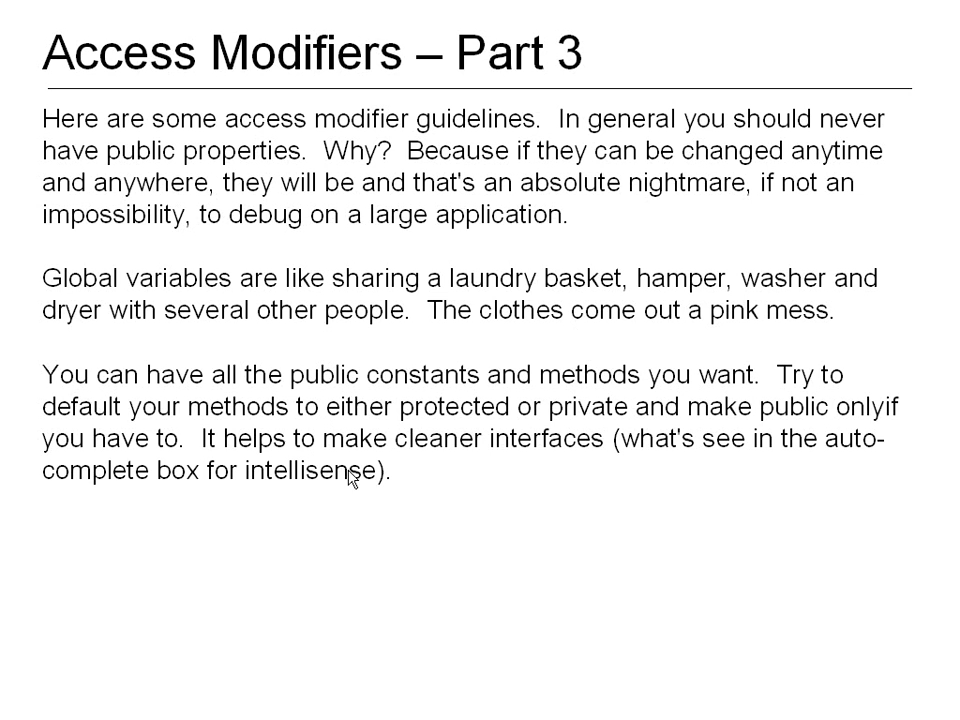 Access Modifiers – Part 3
Here are some access modifier guidelines.  In general you should never
have public properties.  Why?  Because if they can be changed anytime
and anywhere, they will be and that's an absolute nightmare, if not an
impossibility, to debug on a large application.
Global variables are like sharing a laundry basket, hamper, washer and
dryer with several other people.  The clothes come out a pink mess.
You can have all the public constants and methods you want.  Try to
default your methods to either protected or private and make public onlyif
you have to.  It helps to make cleaner interfaces (what's see in the auto-
complete box for intellisense).